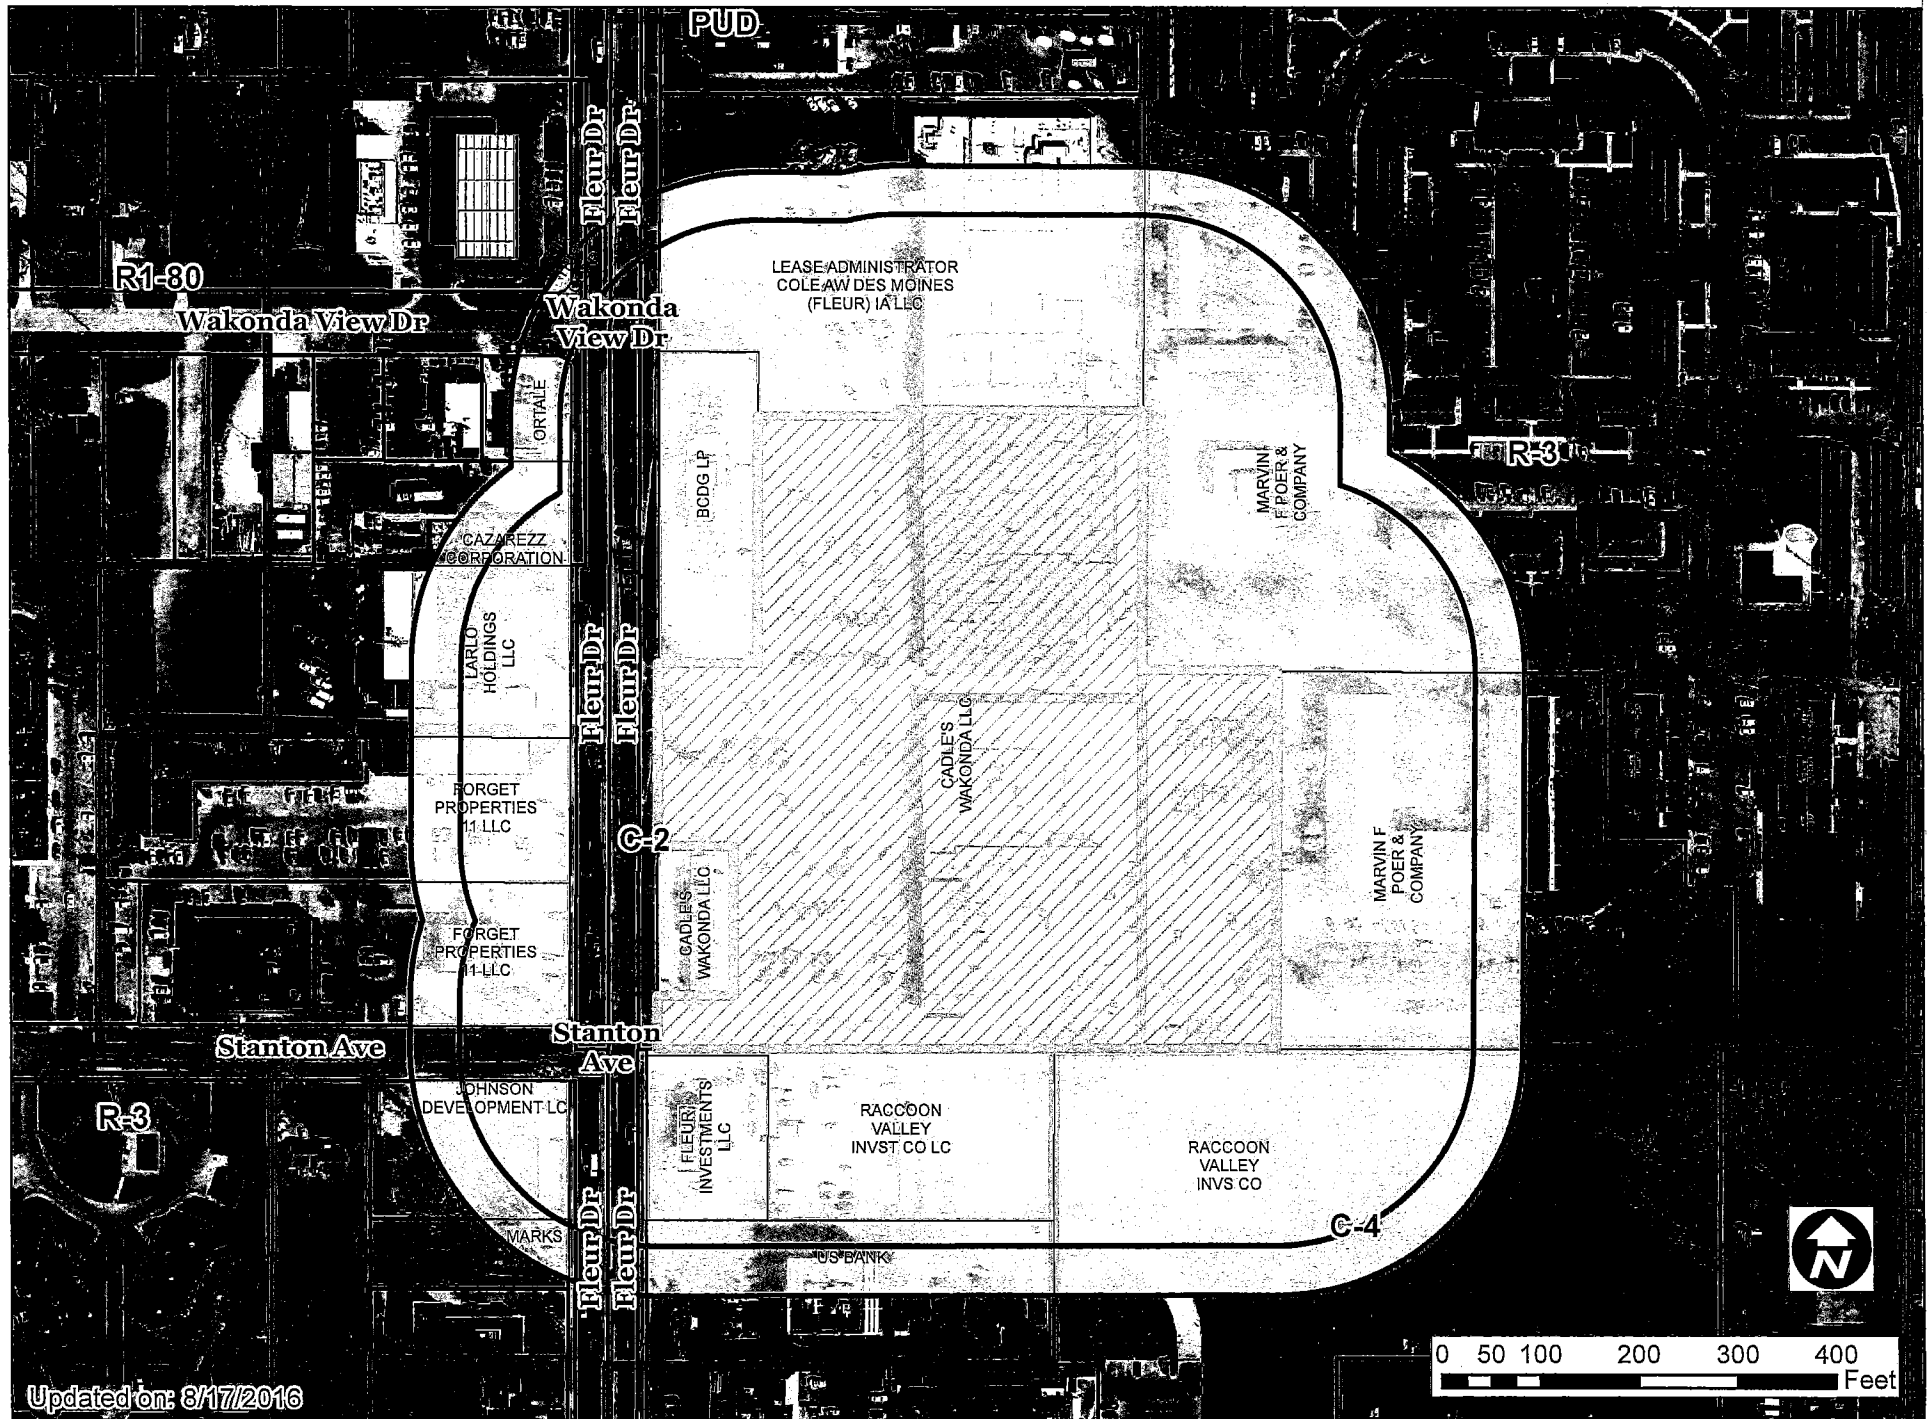 PUD
Fleur Dr
Fleur Dr
R1-80
Wakonda View Dr
Wakonda
View Dr
LEASE ADMINISTRATOR
COLE AW DES MOINES
(FLEUR) IA LLC
ORTALE
BCDG LP
MARVIN
F POER &
COMPANY
R-3
CAZAREZZ
CORPORATION
LARLO
HOLDINGS
LLC
Fleur Dr
Fleur Dr
CADLE'S
WAKONDA LLC
FORGET
PROPERTIES
11 LLC
C-2
CADLE'S
WAKONDA LLC
MARVIN F
POER &
COMPANY
FORGET
PROPERTIES
11 LLC
Stanton Ave
Stanton
Ave
R-3
JOHNSON
DEVELOPMENT LC
FLEUR
INVESTMENTS
LLC
RACCOON
VALLEY
INVST CO LC
RACCOON
VALLEY
INVS CO
Fleur Dr
Fleur Dr
C-4
MARKS
US BANK
N
0 50 100 200 300 400
Feet
Updated on: 8/17/2016